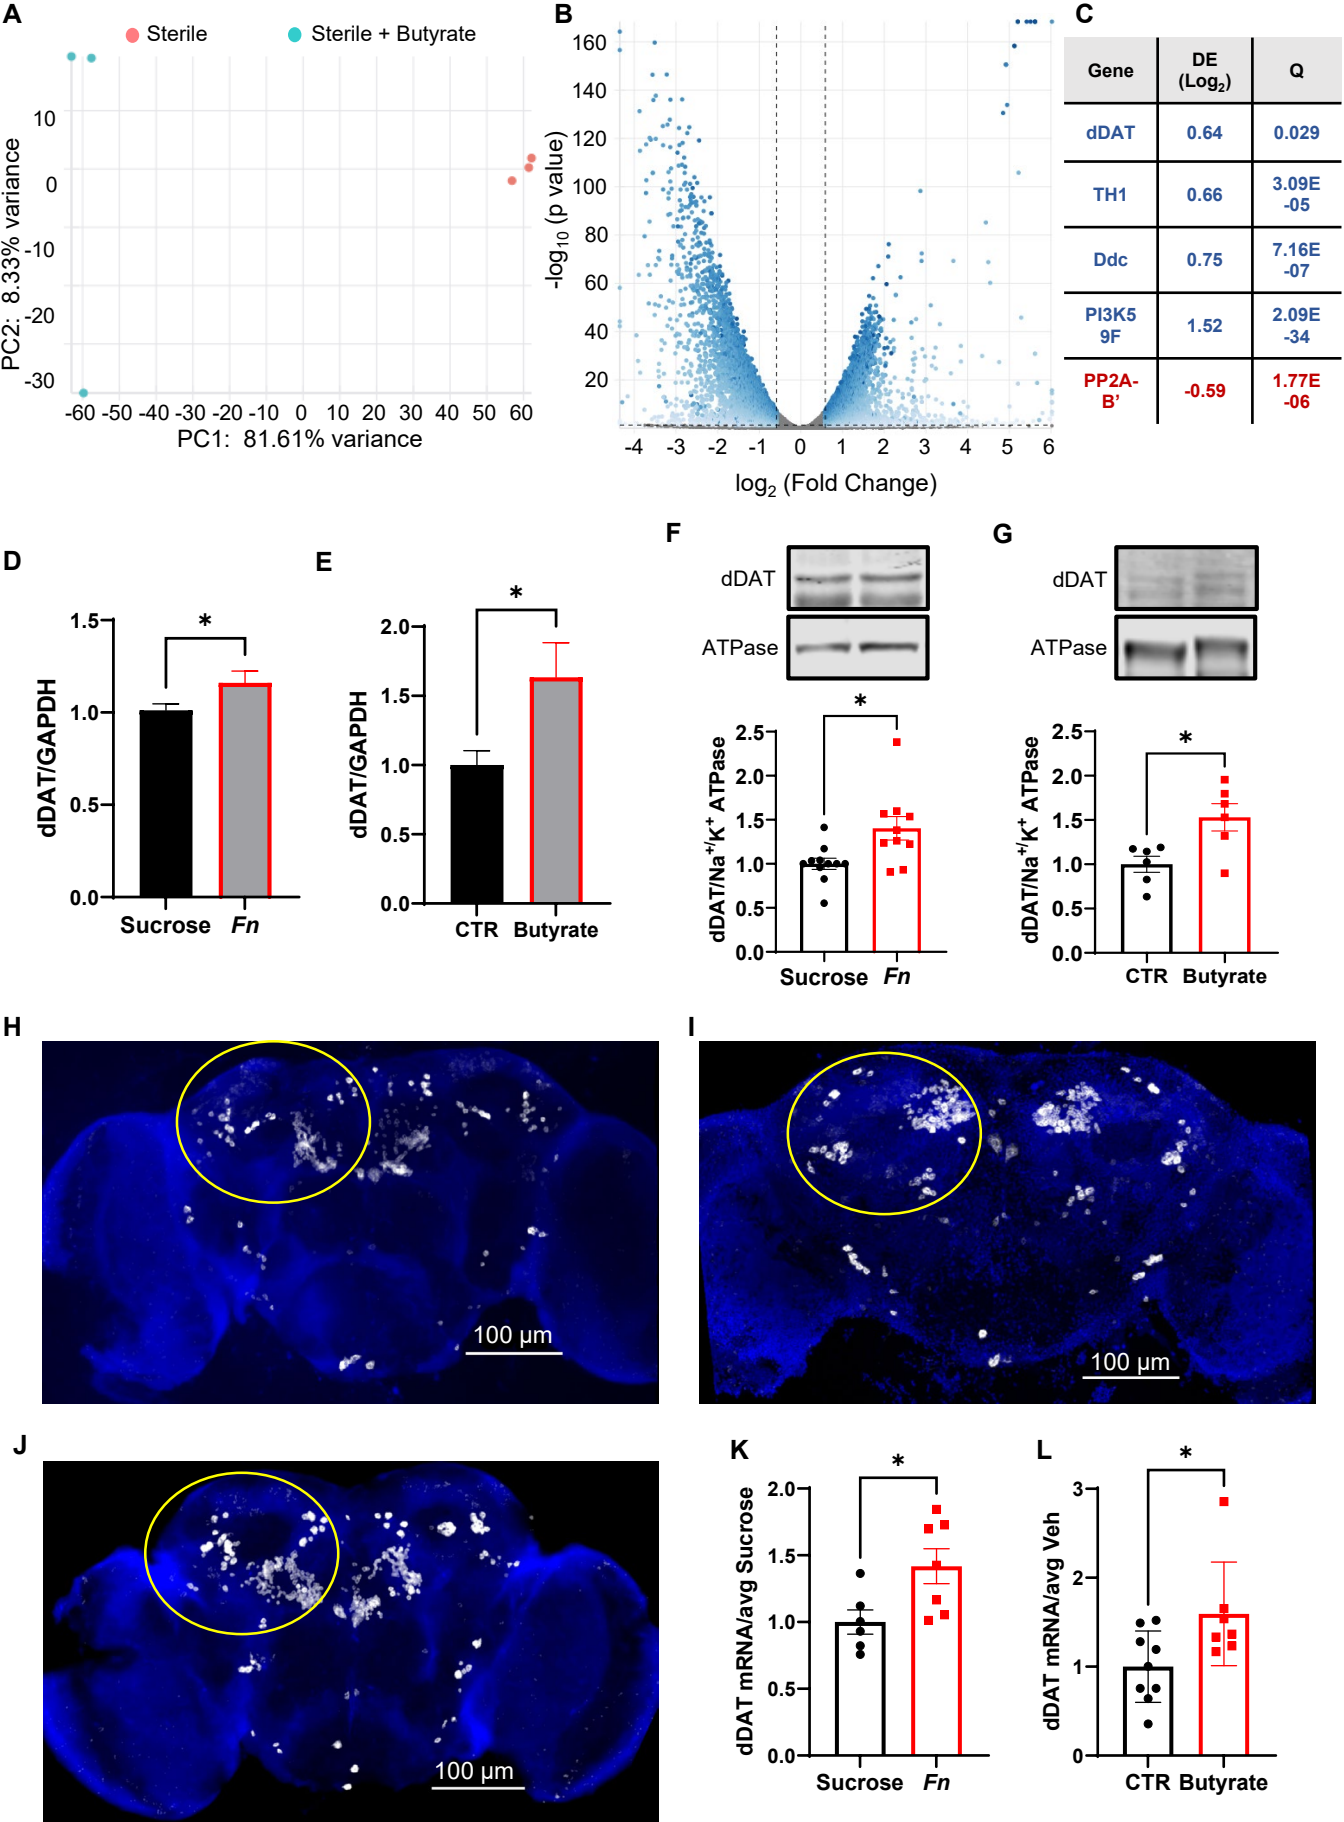 A
Sterile
Sterile + Butyrate
PC2: 8.33% variance
10
0
-10
-20
-30
-60 -50 -40 -30 -20 -10 0 10 20 30 40 50 60
PC1: 81.61% variance
B
-log10 (p value)
160
140
120
100
80
60
40
20
-4 -3 -2 -1 0 1 2 3 4 5 6
log2 (Fold Change)
C
Gene DE (Log2) Q
dDAT 0.64 0.029
TH1 0.66 3.09E-05
Ddc 0.75 7.16E-07
PI3K59F 1.52 2.09E-34
PP2A-B’ -0.59 1.77E-06
D
dDAT/GAPDH
1.5
1.0
0.5
0.0
*
Sucrose Fn
E
dDAT/GAPDH
2.0
1.5
1.0
0.5
0.0
*
CTR Butyrate
F
dDAT
ATPase
dDAT/Na+/K+ ATPase
2.5
2.0
1.5
1.0
0.5
0.0
*
Sucrose Fn
G
dDAT
ATPase
dDAT/Na+/K+ ATPase
2.5
2.0
1.5
1.0
0.5
0.0
*
CTR Butyrate
H
100 µm
I
100 µm
J
100 µm
K
dDAT mRNA/avg Sucrose
2.0
1.5
1.0
0.5
0.0
*
Sucrose Fn
L
dDAT mRNA/avg Veh
3
2
1
0
*
CTR Butyrate